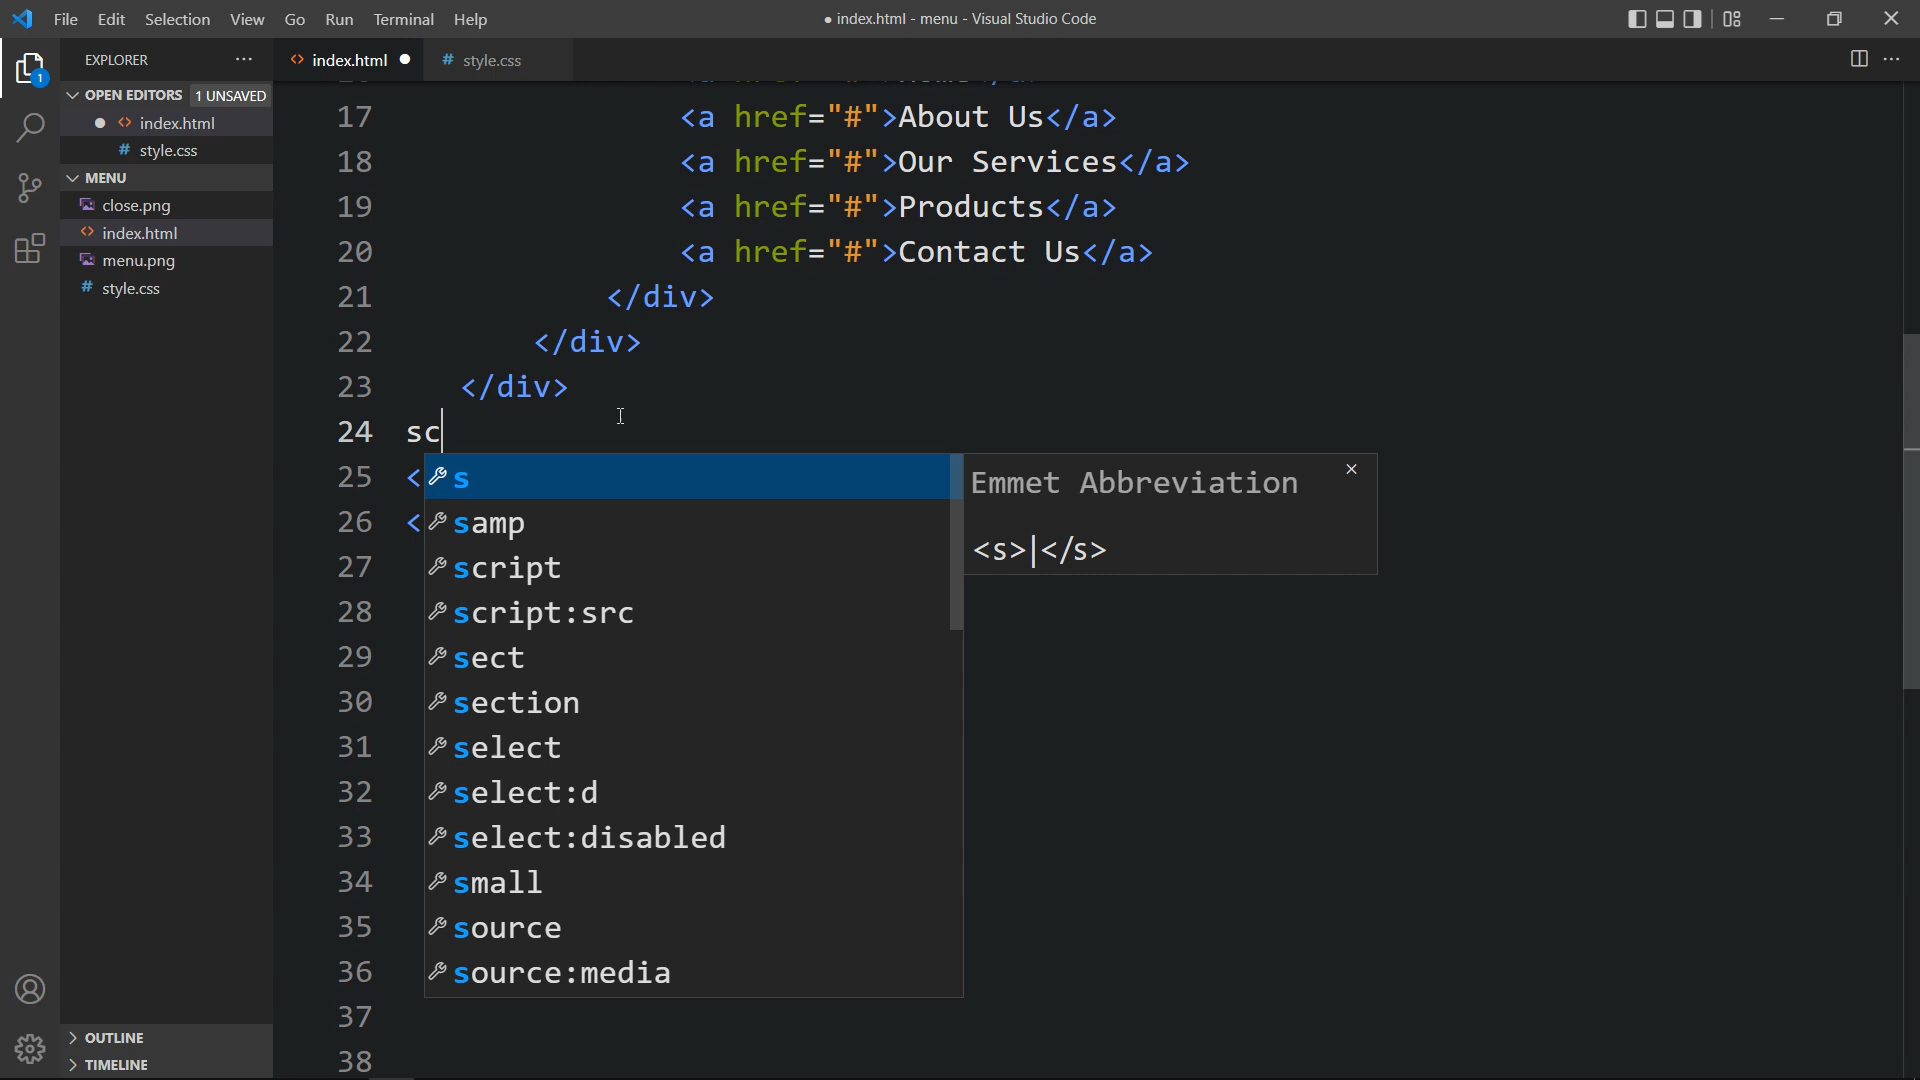 File Edit Selection View Go Run Terminal Help
● index.html - menu - Visual Studio Code
EXPLORER
index.html
style.css
OPEN EDITORS 1 UNSAVED
index.html
style.css
MENU
close.png
index.html
menu.png
style.css
OUTLINE
TIMELINE
1
17 <a href="#">About Us</a>
18 <a href="#">Our Services</a>
19 <a href="#">Products</a>
20 <a href="#">Contact Us</a>
21 </div>
22 </div>
23 </div>
24 sc
25 <
26 <
27
28
29
30
31
32
33
34
35
36
37
38
s
samp
script
script:src
sect
section
select
select:d
select:disabled
small
source
source:media
Emmet Abbreviation
<s>|</s>